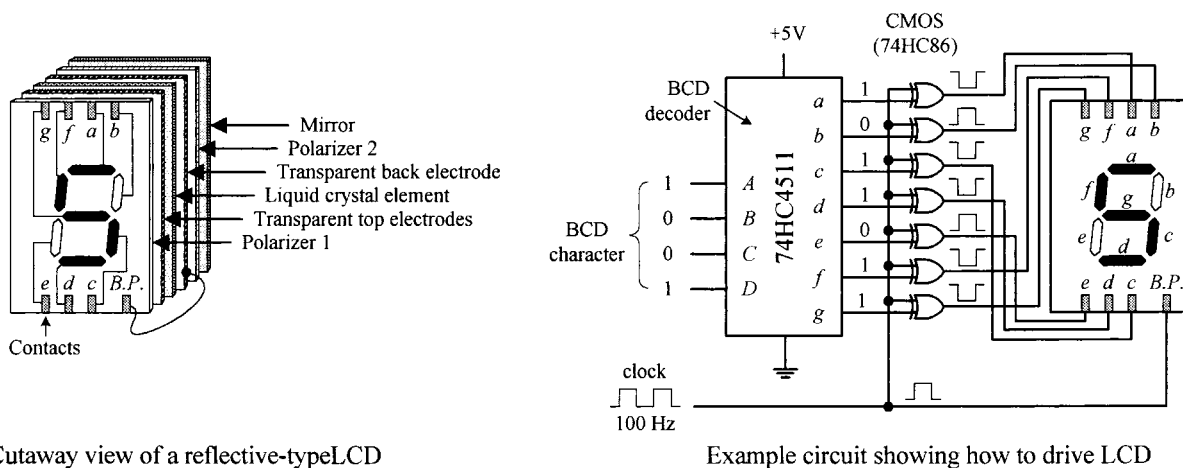 g f a b
Mirror
Polarizer 2
Transparent back electrode
Liquid crystal element
Transparent top electrodes
Polarizer 1
e d c B.P.
Contacts
Cutaway view of a reflective-typeLCD
+5V
CMOS
(74HC86)
BCD
decoder
74HC4511
BCD
character
1 A
0 B
0 C
1 D
a 1
b 0
c 1
d 1
e 0
f 1
g 1
g f a b
a
f
g
b
e
d
c
e d c B.P.
clock
100 Hz
Example circuit showing how to drive LCD